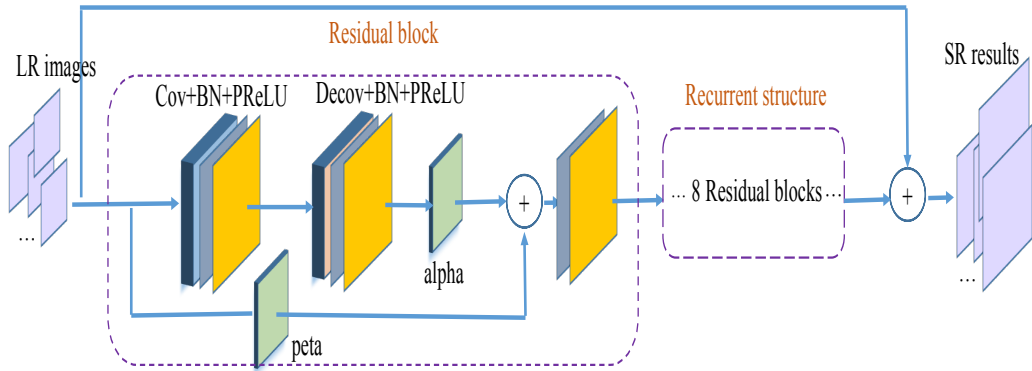 Residual block
LR images
SR results
Cov+BN+PReLU
Decov+BN+PReLU
Recurrent structure
... 8 Residual blocks ...
+
+
...
alpha
...
peta